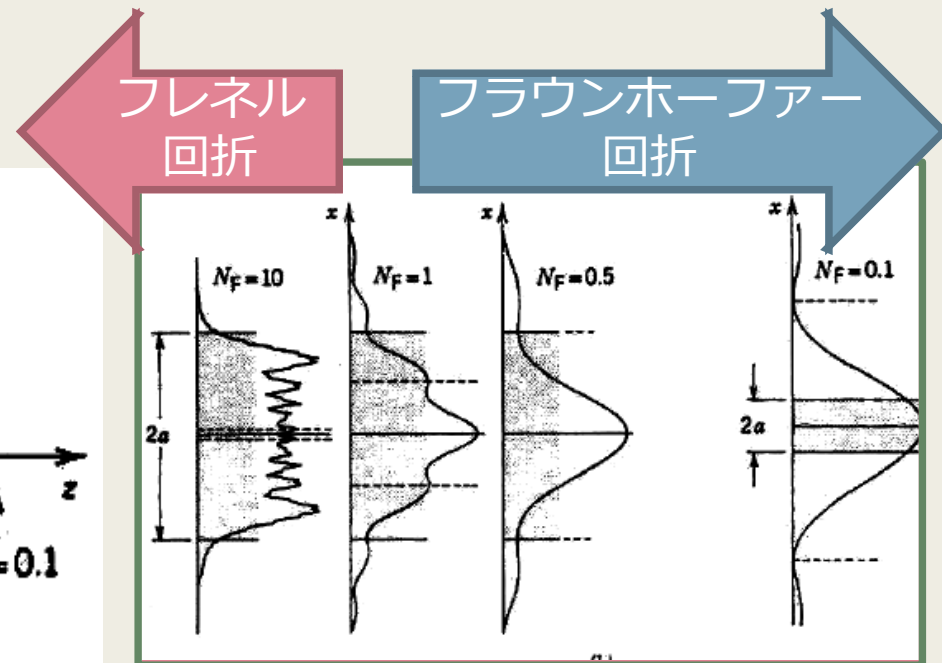 フレネル
回折
フラウンホーファー
回折
x
x
x
N_F=10
N_F=1
N_F=0.5
N_F=0.1
2a
2a
z
=0.1